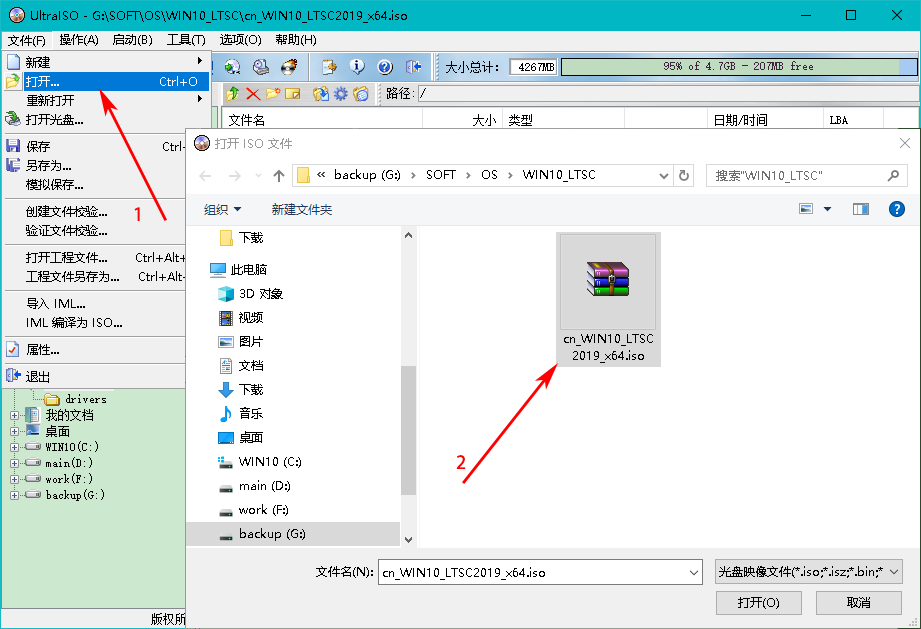 UltraISO - G:\SOFT\OS\WIN10_LTSC\cn_WIN10_LTSC2019_x64.iso
文件(F) 操作(A) 启动(B) 工具(T) 选项(O) 帮助(H)
新建
打开... Ctrl+O
重新打开
打开光盘...
保存 Ctrl-
另存为...
模拟保存...
创建文件校验...
验证文件校验...
打开工程文件... Ctrl+Alt+
工程文件另存为... Ctrl+Alt-
导入 IML...
IML 编译为 ISO...
属性...
退出
1
大小总计: 4267MB 95% of 4.7GB - 207MB free
路径: /
文件名 大小 类型 日期/时间 LBA
drivers
我的文档
桌面
WIN10(C:)
main(D:)
work(F:)
backup(G:)
版权所
打开 ISO 文件
« backup (G:) › SOFT › OS › WIN10_LTSC
搜索"WIN10_LTSC"
组织 新建文件夹
下载
此电脑
3D 对象
视频
图片
文档
下载
音乐
桌面
WIN10 (C:)
main (D:)
work (F:)
backup (G:)
cn_WIN10_LTSC
2019_x64.iso
2
文件名(N): cn_WIN10_LTSC2019_x64.iso 光盘映像文件(*.iso;*.isz;*.bin;*
打开(O) 取消